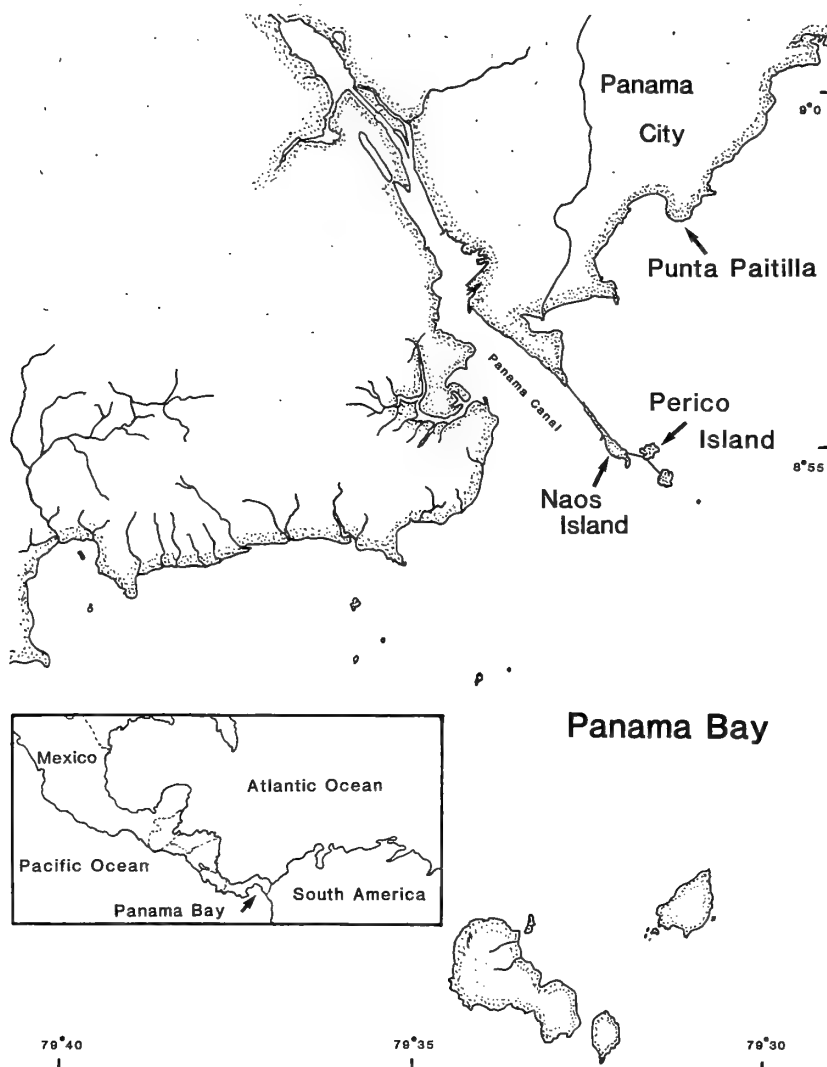 Panama
City
9°0
Punta Paitilla
Panama Canal
Perico
Island
8°55
Naos
Island
Panama Bay
Mexico
Atlantic Ocean
Pacific Ocean
South America
Panama Bay
79°40
79°35
79°30